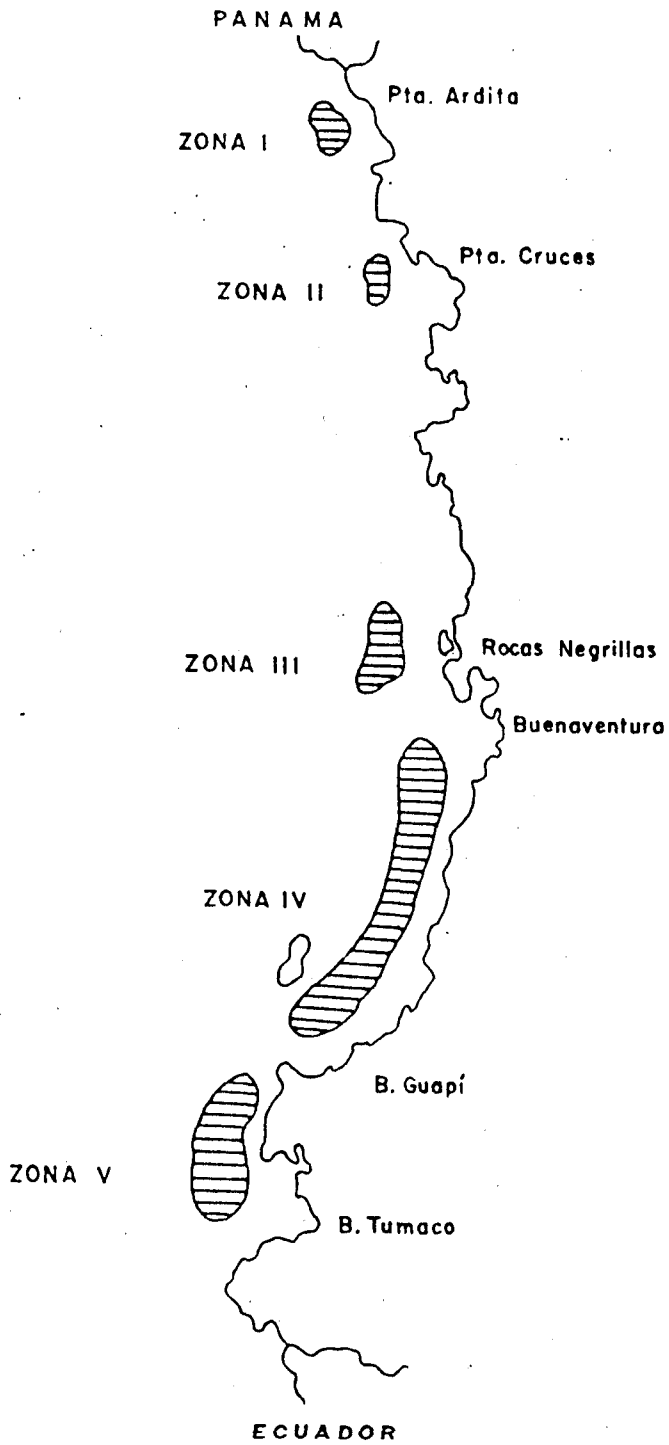 PANAMA
Pta. Ardita
ZONA I
Pta. Cruces
ZONA II
Rocas Negrillas
ZONA III
Buenaventura
ZONA IV
B. Guapí
ZONA V
B. Tumaco
ECUADOR